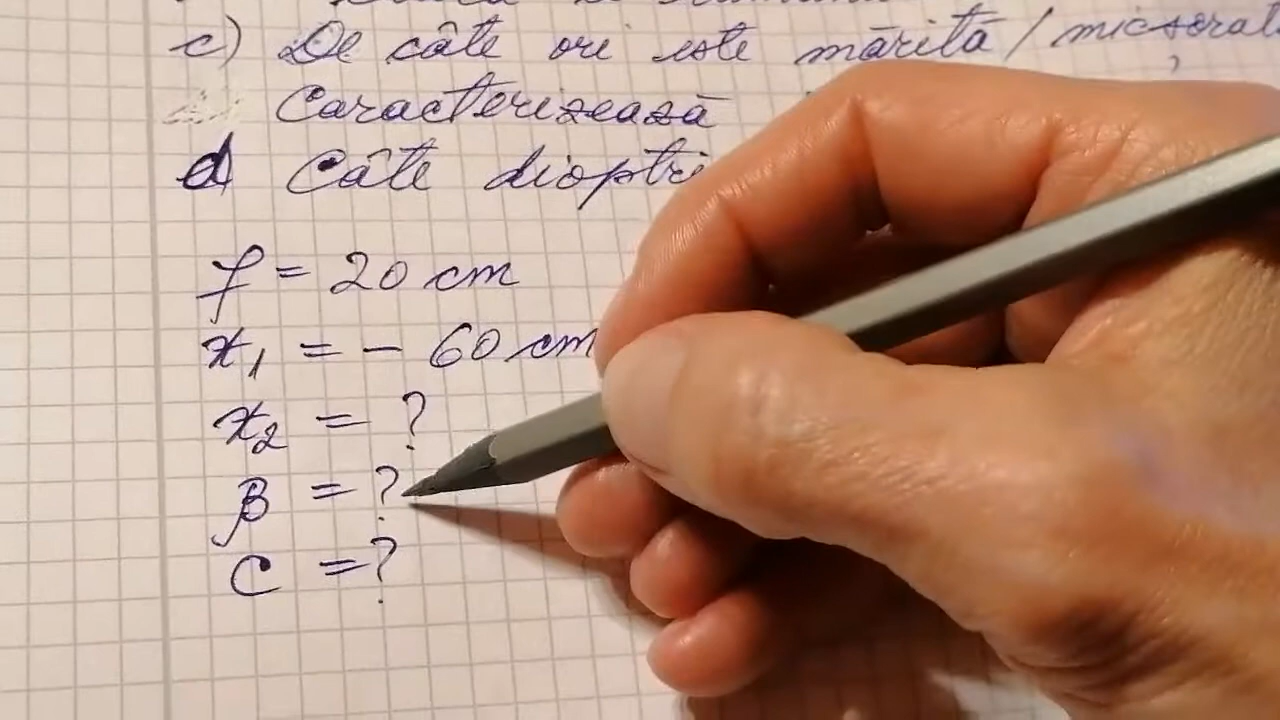 c) De câte ori este mărită / micșorat
Caracterizează
d Câte dioptri
f = 20 cm
x₁ = - 60 cm
x₂ = ?
β = ?
C = ?